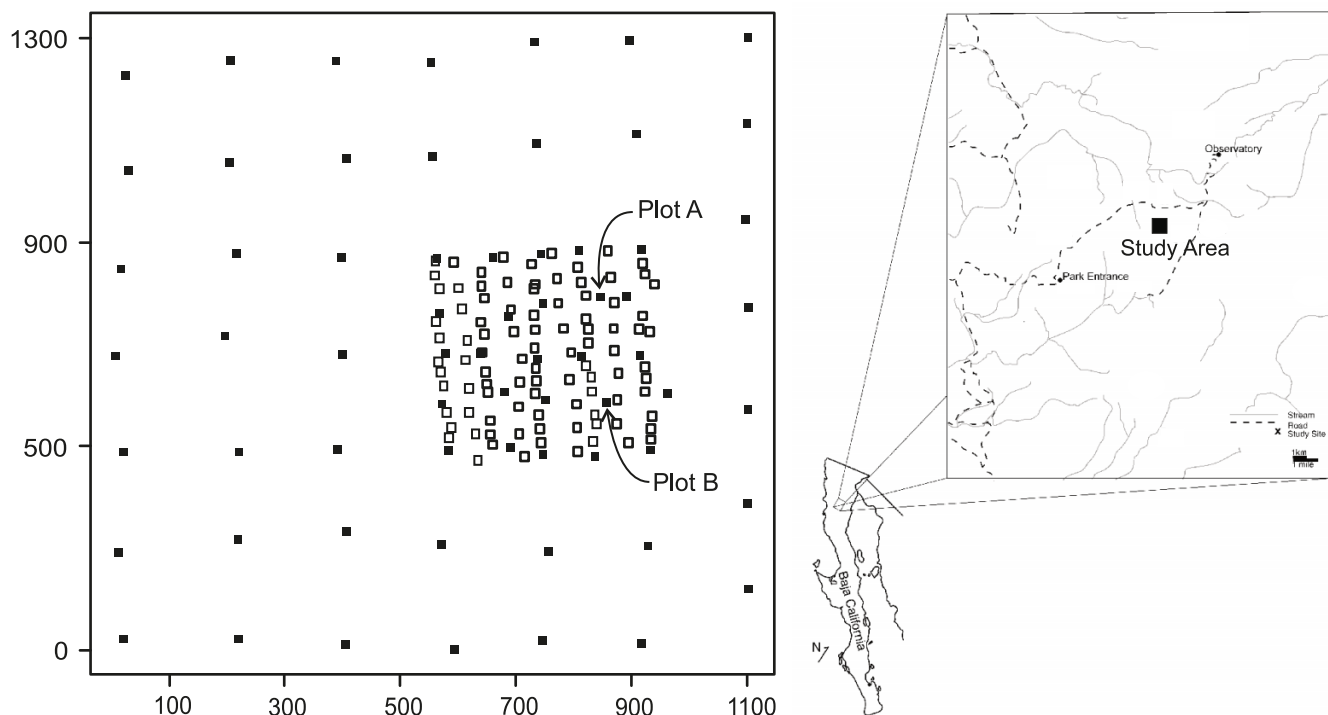 1300
900
500
0
100
300
500
700
900
1100
Plot A
Plot B
Observatory
Study Area
Park Entrance
Stream
Road
x
Study Site
1km
1 mile
Baja California
N